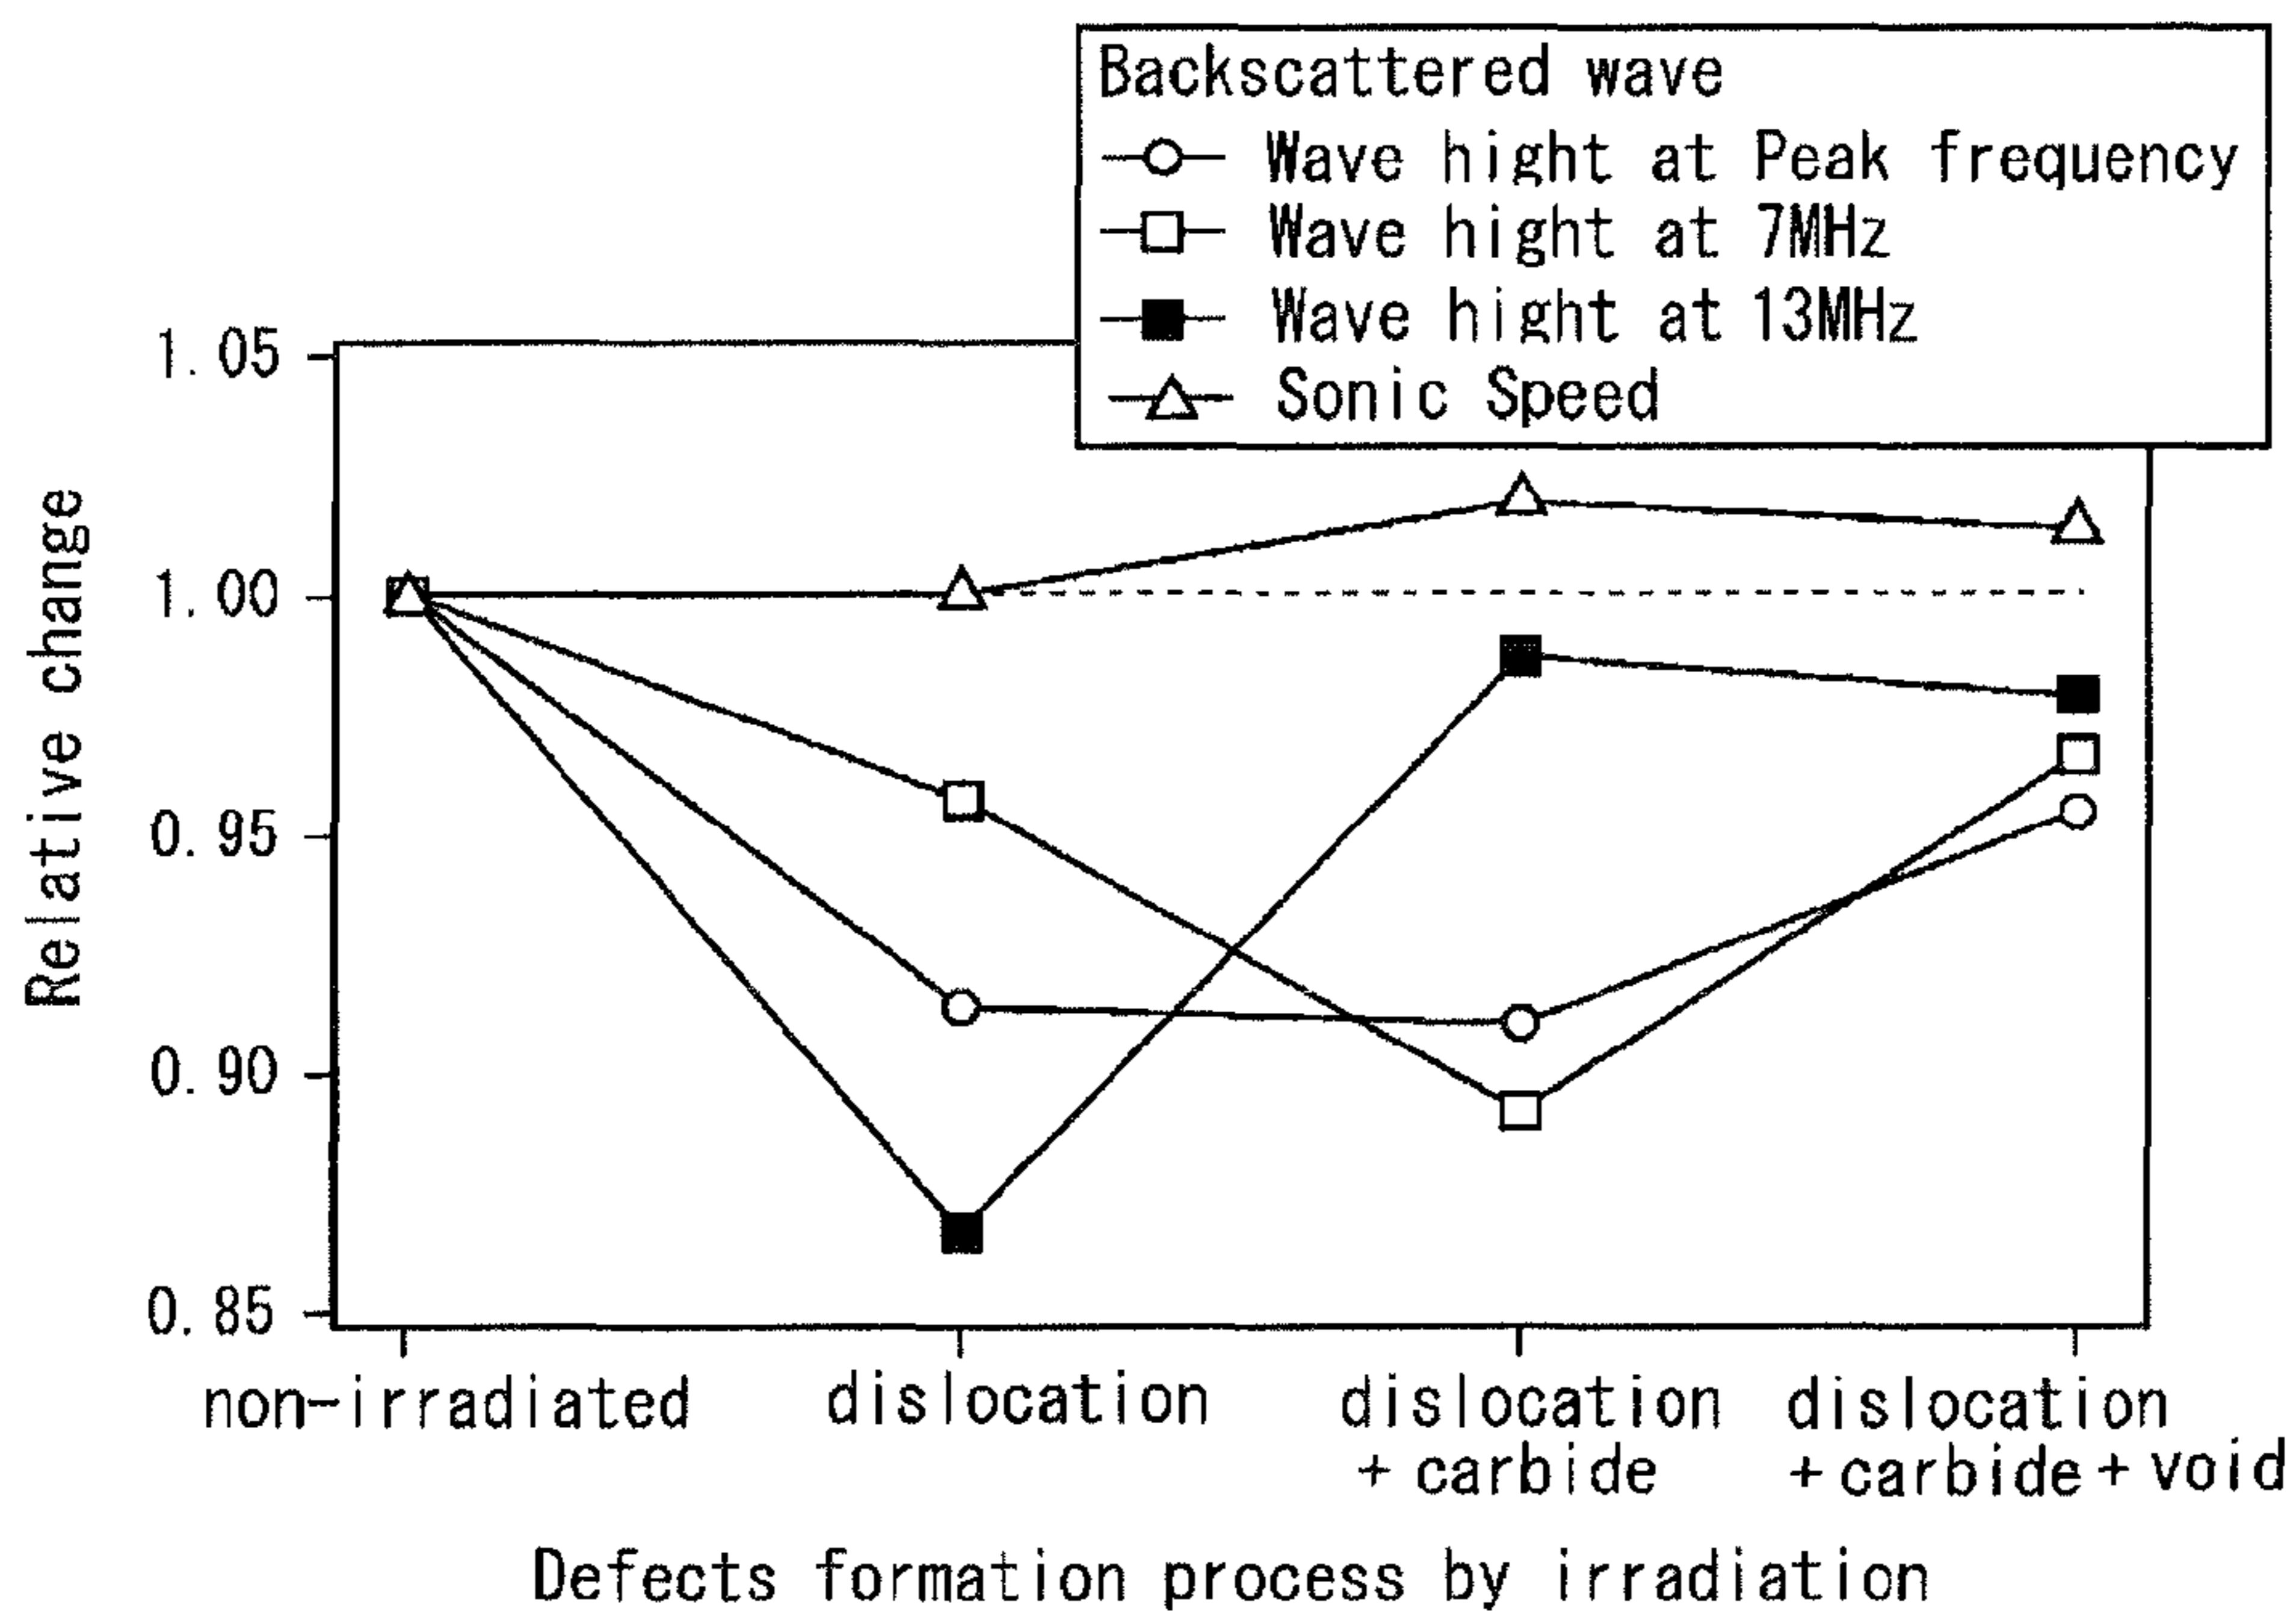 Backscattered wave
Wave hight at Peak frequency
Wave hight at 7MHz
Wave hight at 13MHz
Sonic Speed
Relative change
1.05
1.00
0.95
0.90
0.85
non-irradiated
dislocation
dislocation
+ carbide
dislocation
+ carbide + void
Defects formation process by irradiation